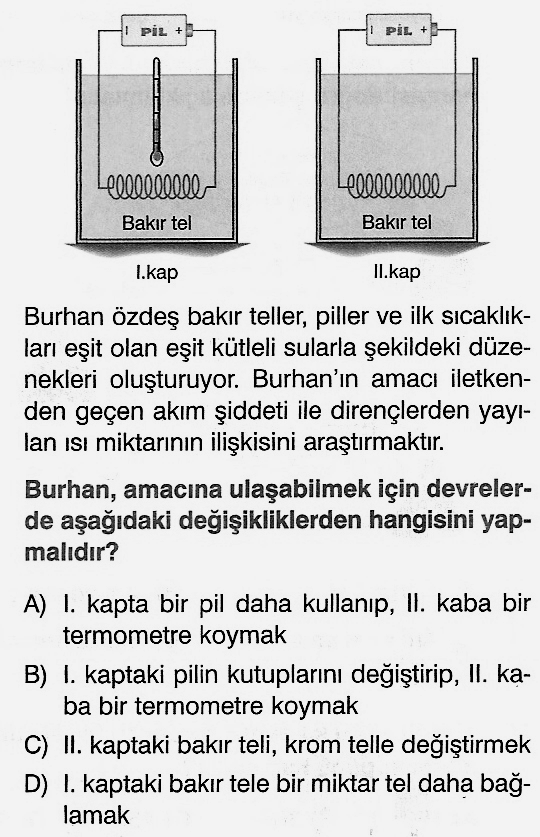 PİL +
PİL +
Bakır tel
Bakır tel
I.kap
II.kap
Burhan özdeş bakır teller, piller ve ilk sıcaklık-
ları eşit olan eşit kütleli sularla şekildeki düze-
nekleri oluşturuyor. Burhan'ın amacı iletken-
den geçen akım şiddeti ile dirençlerden yayı-
lan ısı miktarının ilişkisini araştırmaktır.
Burhan, amacına ulaşabilmek için devreler-
de aşağıdaki değişikliklerden hangisini yap-
malıdır?
A) I. kapta bir pil daha kullanıp, II. kaba bir
termometre koymak
B) I. kaptaki pilin kutuplarını değiştirip, II. ka-
ba bir termometre koymak
C) II. kaptaki bakır teli, krom telle değiştirmek
D) I. kaptaki bakır tele bir miktar tel daha bağ-
lamak